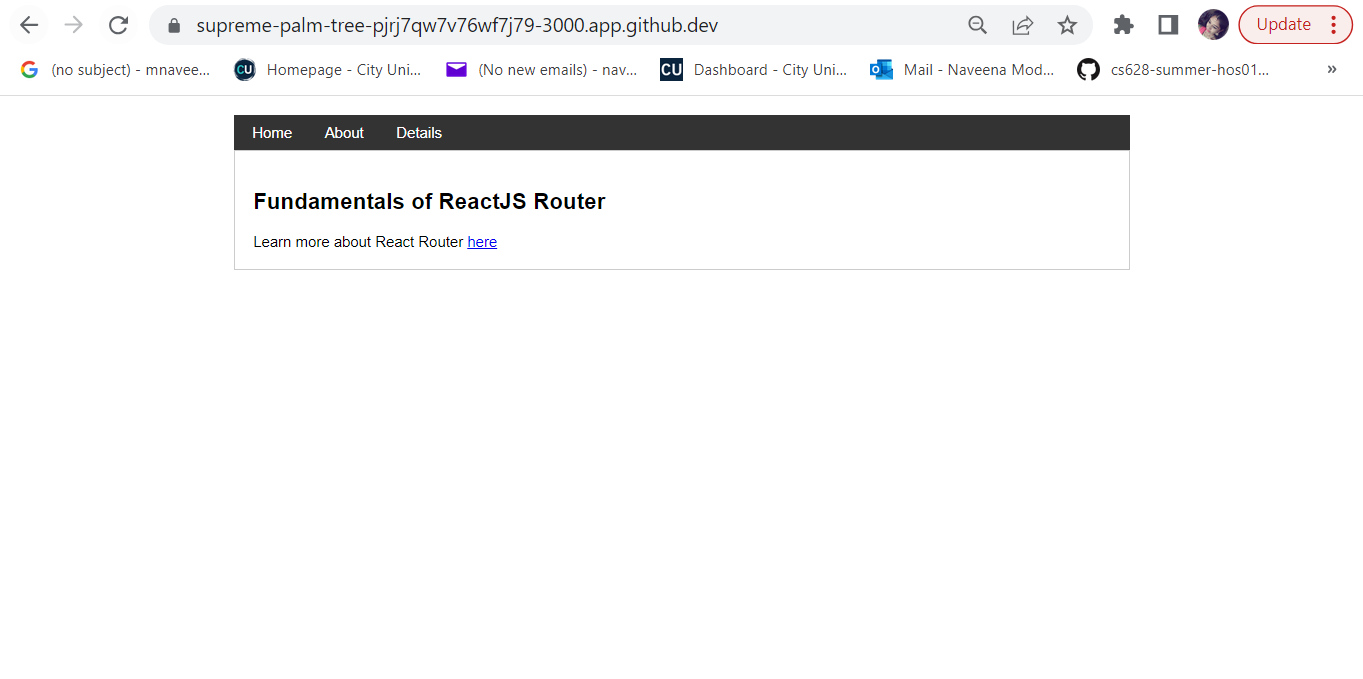 supreme-palm-tree-pjrj7qw7v76wf7j79-3000.app.github.dev Update
G (no subject) - mnavee... CU Homepage - City Uni... (No new emails) - nav... CU Dashboard - City Uni... Mail - Naveena Mod... cs628-summer-hos01... »
Home About Details
Fundamentals of ReactJS Router
Learn more about React Router here